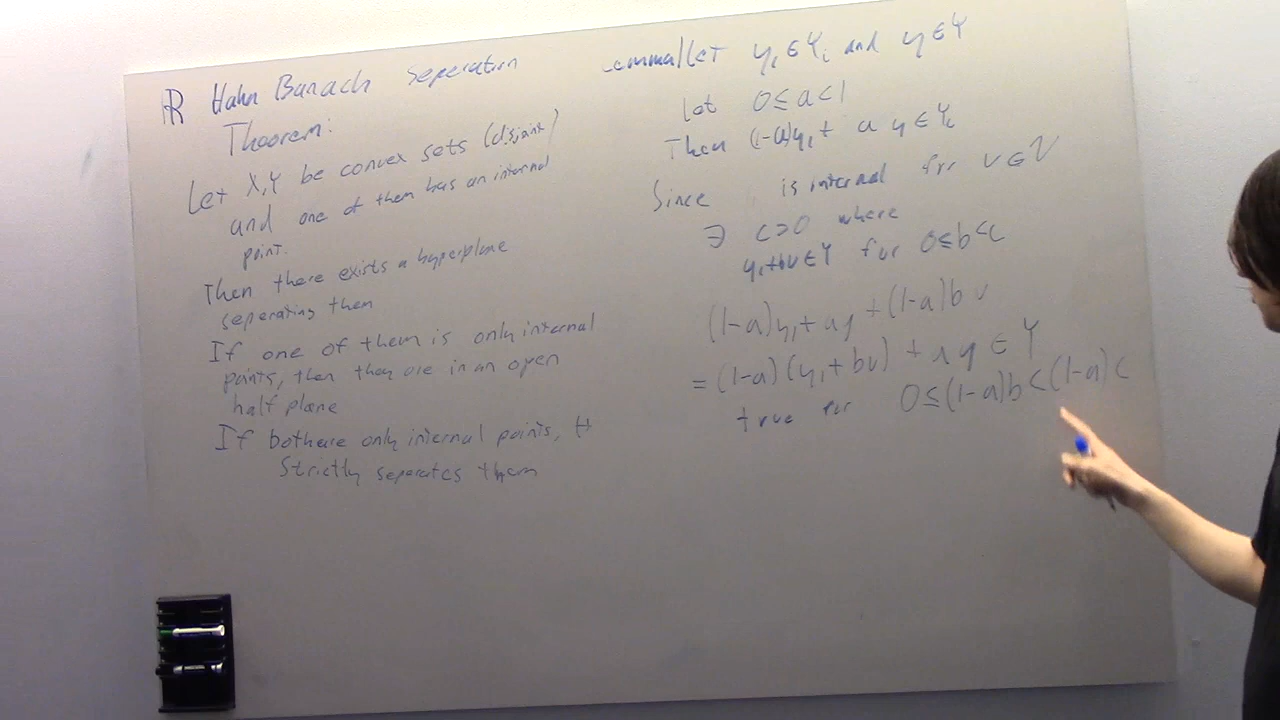 ℝ Hahn Banach Seperation
Theorem:
Let X,Y be convex sets (disjoint)
and one of them has an internal
point.
Then there exists a hyperplane
seperating them
If one of them is only internal
points, then they are in an open
half plane
If both are only internal points, H
Strictly seperates them
Let y₁ ∈ Yᵢ and y ∈ Y
Let 0 ≤ a < 1
Then (1-a)y₁ + a y ∈ Yᵢ
Since is internal for v ∈ V
∃ c>0 where
y₁+bv ∈ Y for 0≤b<c
(1-a)y₁ + ay + (1-a)b v
= (1-a)(y₁ + bv) + a y ∈ Y
true for 0 ≤ (1-a)b < (1-a) c